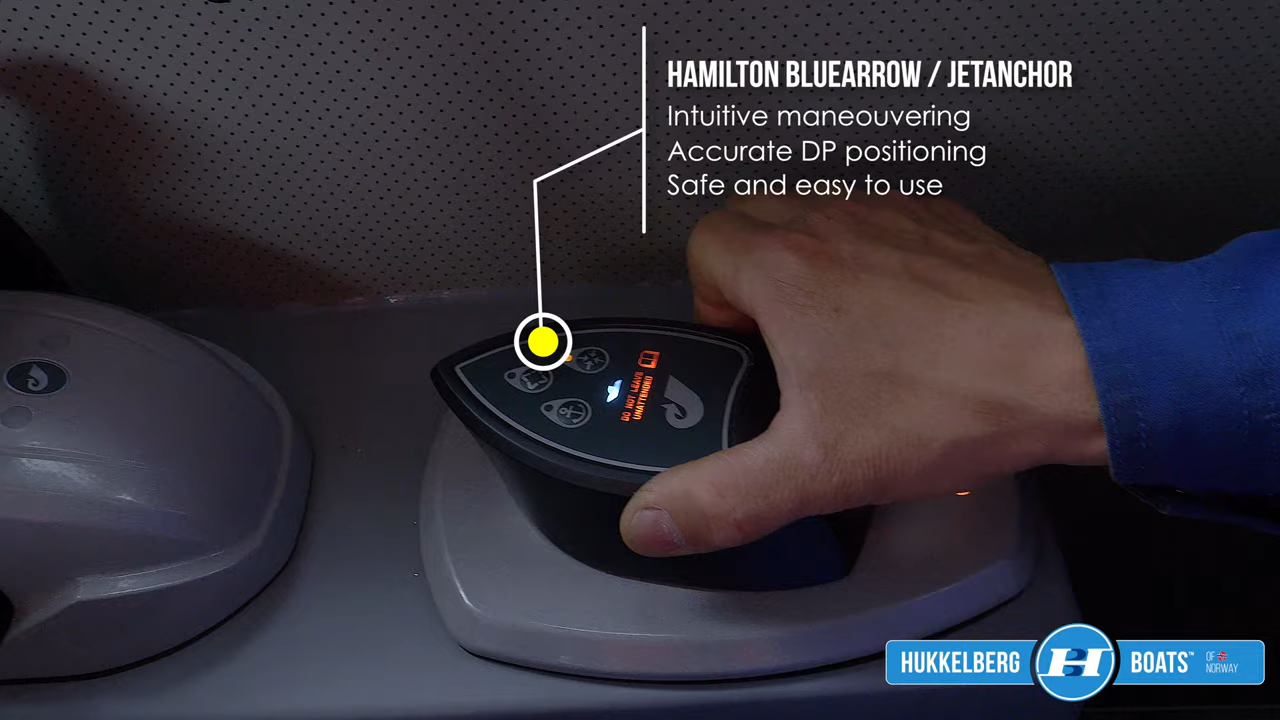 HAMILTON BLUEARROW / JETANCHOR
Intuitive maneouvering
Accurate DP positioning
Safe and easy to use
DO NOT LEAVE
UNATTENDED
HUKKELBERG BH BOATS™ OF NORWAY